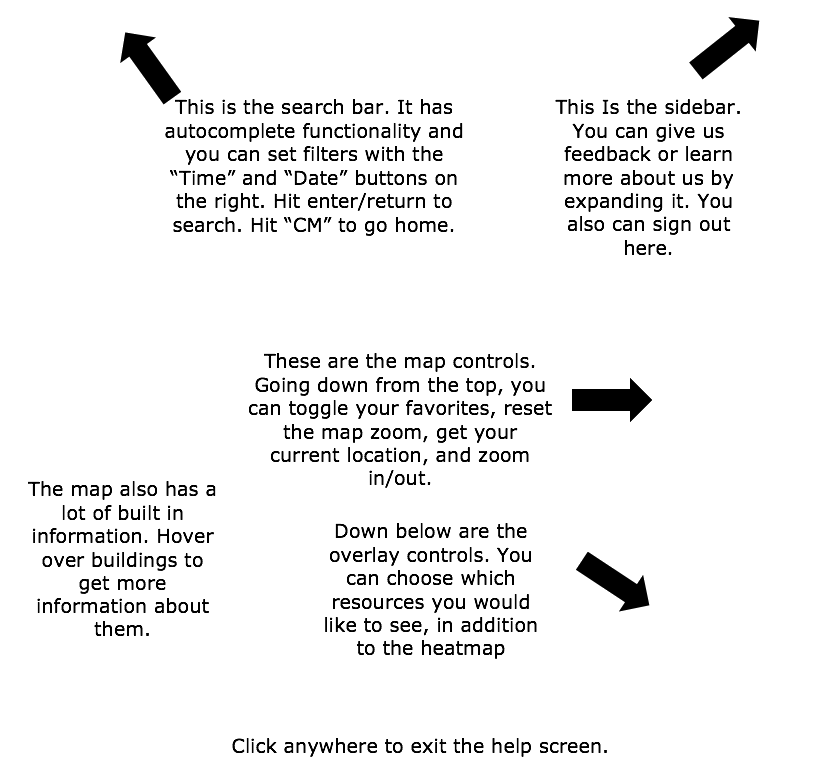 This is the search bar. It has
autocomplete functionality and
you can set filters with the
“Time” and “Date” buttons on
the right. Hit enter/return to
search. Hit “CM” to go home.
This Is the sidebar.
You can give us
feedback or learn
more about us by
expanding it. You
also can sign out
here.
These are the map controls.
Going down from the top, you
can toggle your favorites, reset
the map zoom, get your
current location, and zoom
in/out.
The map also has a
lot of built in
information. Hover
over buildings to
get more
information about
them.
Down below are the
overlay controls. You
can choose which
resources you would
like to see, in addition
to the heatmap
Click anywhere to exit the help screen.